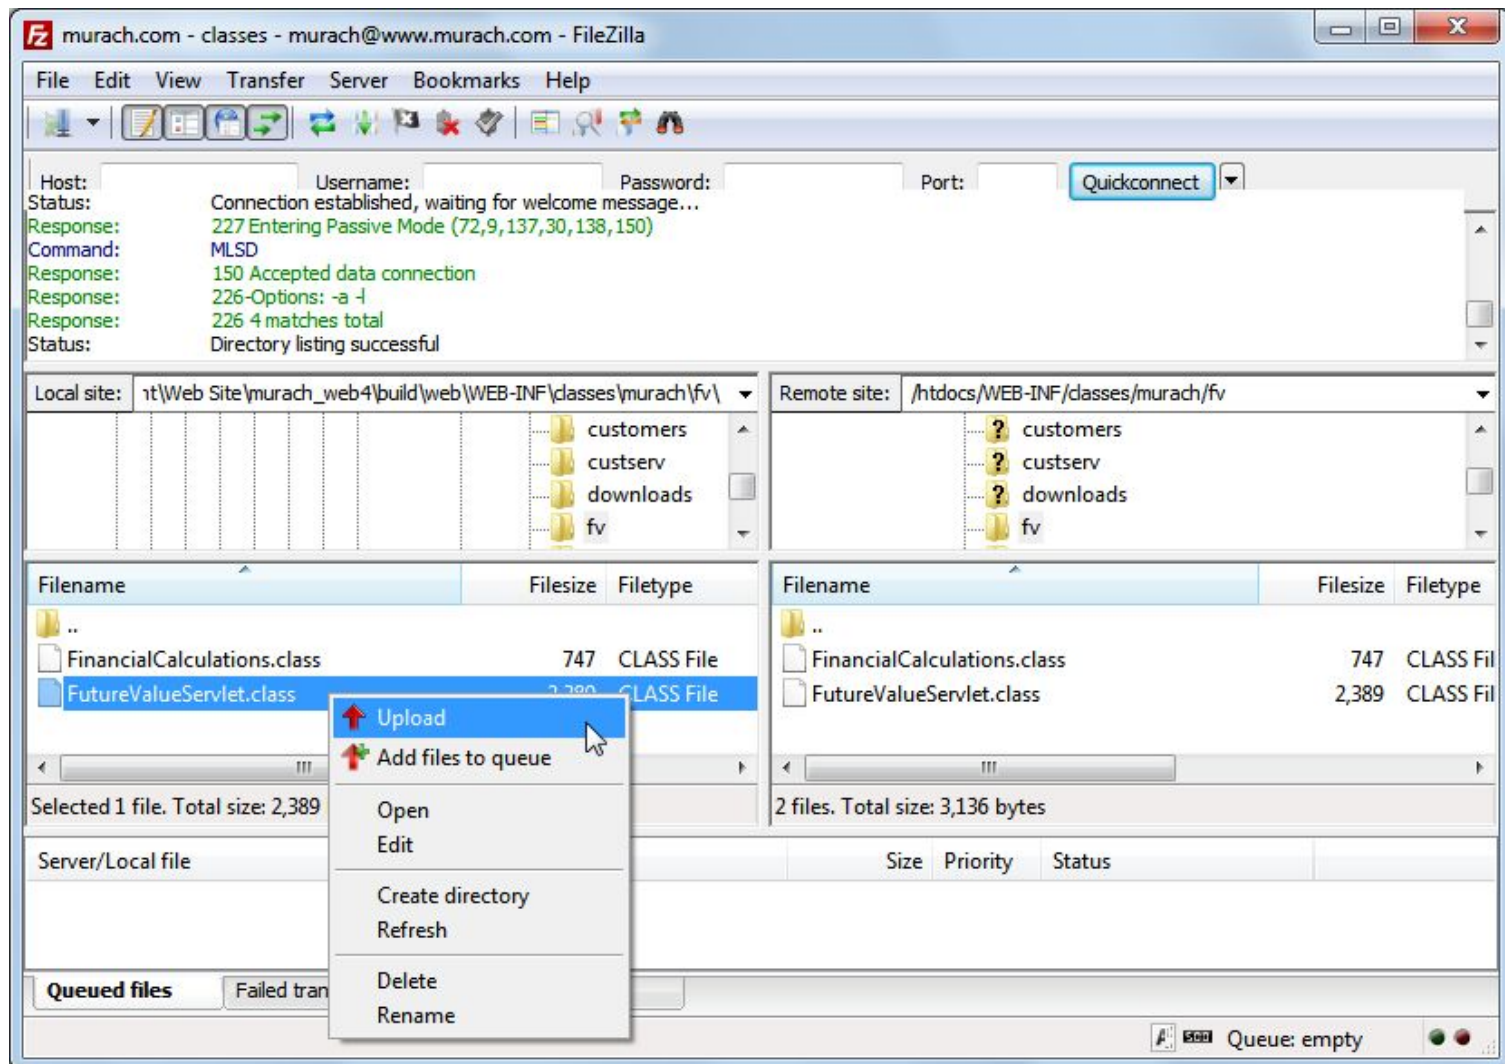 Fz murach.com - classes - murach@www.murach.com - FileZilla
File Edit View Transfer Server Bookmarks Help
Host: Username: Password: Port: Quickconnect
Status: Connection established, waiting for welcome message...
Response: 227 Entering Passive Mode (72,9,137,30,138,150)
Command: MLSD
Response: 150 Accepted data connection
Response: 226-Options: -a -l
Response: 226 4 matches total
Status: Directory listing successful
Local site: nt\Web Site\murach_web4\build\web\WEB-INF\classes\murach\fv\ Remote site: /htdocs/WEB-INF/classes/murach/fv
customers ? customers
custserv ? custserv
downloads ? downloads
fv fv
Filename Filesize Filetype Filename Filesize Filetype
.. ..
FinancialCalculations.class 747 CLASS File FinancialCalculations.class 747 CLASS Fil
FutureValueServlet.class 2,389 CLASS File FutureValueServlet.class 2,389 CLASS Fil
Upload
Add files to queue
Selected 1 file. Total size: 2,389 2 files. Total size: 3,136 bytes
Open
Edit
Server/Local file Size Priority Status
Create directory
Refresh
Delete
Rename
Queued files Failed tran
Queue: empty